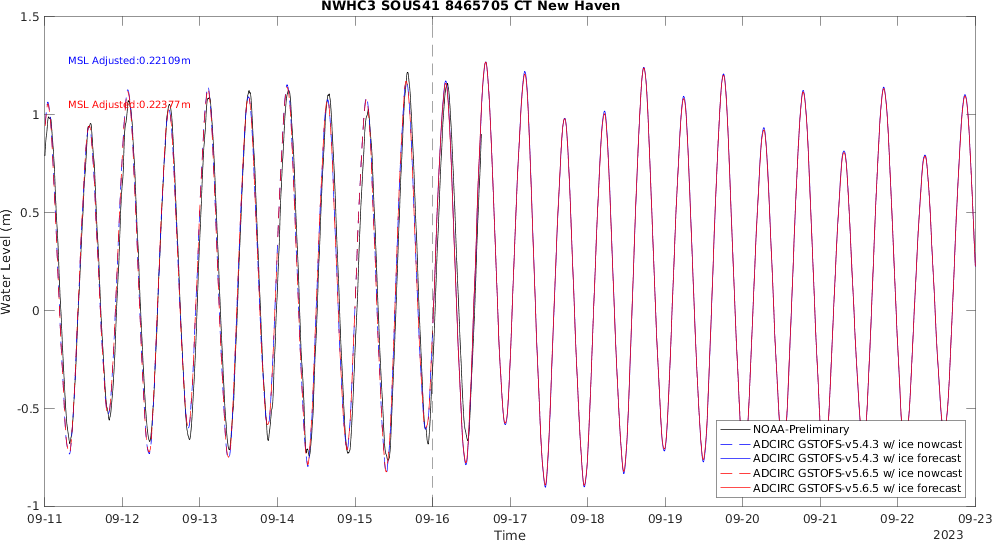 NWHC3 SOUS41 8465705 CT New Haven
1.5
1
0.5
0
-0.5
-1
Water Level (m)
MSL Adjusted:0.22109m
MSL Adjusted:0.22377m
NOAA-Preliminary
ADCIRC GSTOFS-v5.4.3 w/ ice nowcast
ADCIRC GSTOFS-v5.4.3 w/ ice forecast
ADCIRC GSTOFS-v5.6.5 w/ ice nowcast
ADCIRC GSTOFS-v5.6.5 w/ ice forecast
09-11 09-12 09-13 09-14 09-15 09-16 09-17 09-18 09-19 09-20 09-21 09-22 09-23
Time
2023